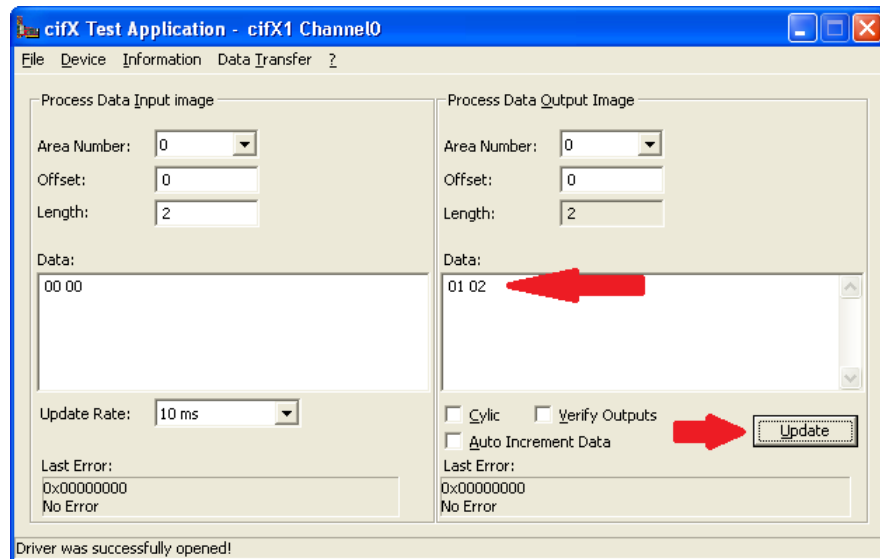 cifX Test Application - cifX1 Channel0
File Device Information Data Transfer ?
Process Data Input image
Area Number: 0
Offset: 0
Length: 2
Data:
00 00
Update Rate: 10 ms
Last Error:
0x00000000
No Error
Process Data Output Image
Area Number: 0
Offset: 0
Length: 2
Data:
01 02
Cylic Verify Outputs
Auto Increment Data
Update
Last Error:
0x00000000
No Error
Driver was successfully opened!